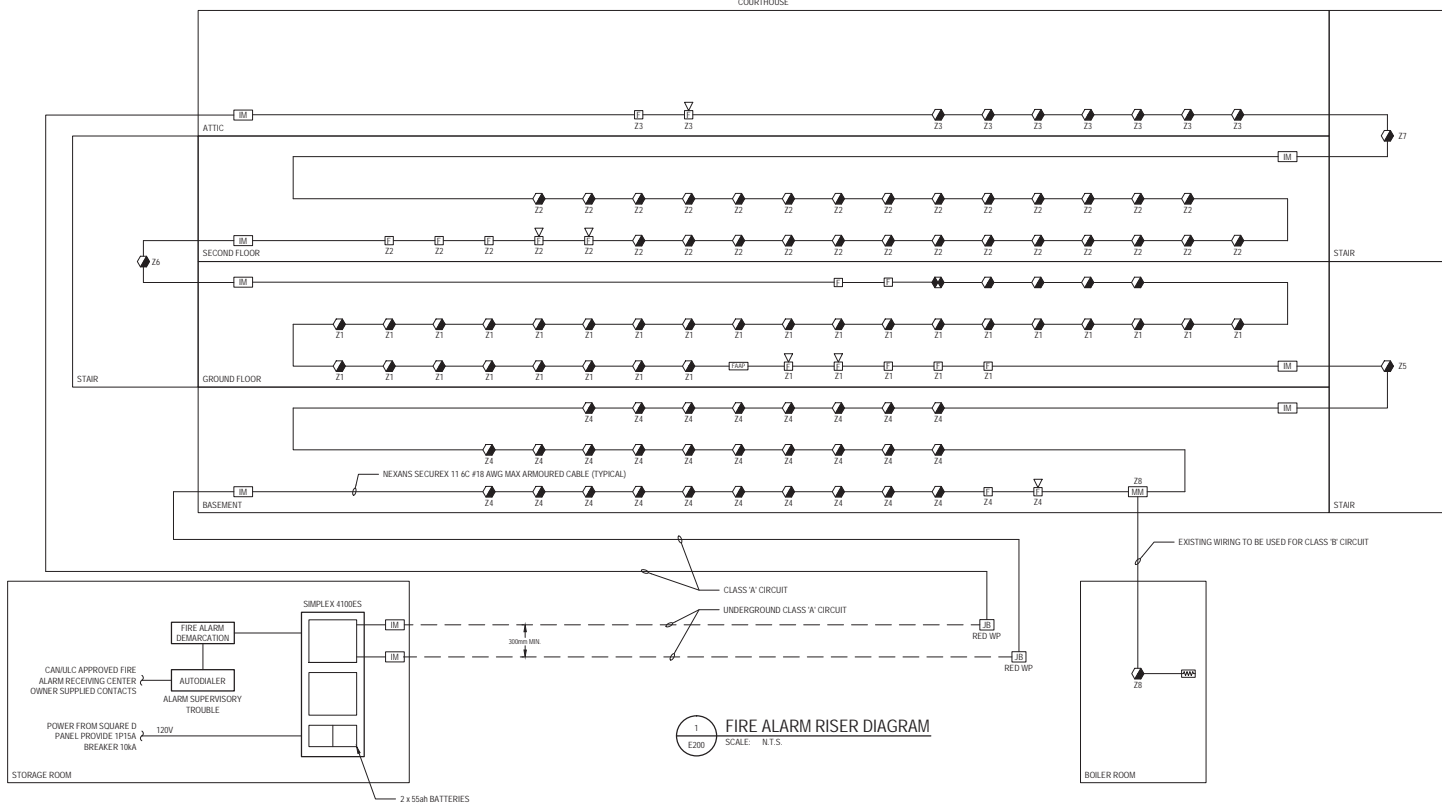 COURTHOUSE
IM
ATTIC
F F
Z3 Z3 Z3 Z3 Z3 Z3 Z3 Z3 Z3
Z7
IM
Z2 Z2 Z2 Z2 Z2 Z2 Z2 Z2 Z2 Z2 Z2 Z2 Z2 Z2
IM F F F F F
Z2 Z2 Z2 Z2 Z2 Z2 Z2 Z2 Z2 Z2 Z2 Z2 Z2 Z2 Z2 Z2 Z2 Z2
SECOND FLOOR
STAIR
Z6
IM F F
Z1 Z1 Z1 Z1 Z1 Z1 Z1 Z1 Z1 Z1 Z1 Z1 Z1 Z1 Z1 Z1 Z1 Z1 Z1
FAAP F F F F F IM
Z5
Z1 Z1 Z1 Z1 Z1 Z1 Z1 Z1 Z1 Z1 Z1 Z1 Z1
STAIR
GROUND FLOOR
IM
Z4 Z4 Z4 Z4 Z4 Z4 Z4 Z4
Z4 Z4 Z4 Z4 Z4 Z4 Z4 Z4 Z4 Z4
NEXANS SECUREX 11 6C #18 AWG MAX ARMOURED CABLE (TYPICAL)
Z8
IM F F MM
Z4 Z4 Z4 Z4 Z4 Z4 Z4 Z4 Z4 Z4 Z4 Z4
BASEMENT
STAIR
EXISTING WIRING TO BE USED FOR CLASS 'B' CIRCUIT
CLASS 'A' CIRCUIT
UNDERGROUND CLASS 'A' CIRCUIT
SIMPLEX 4100ES
IM
JB
RED WP
300mm MIN.
IM
JB
RED WP
FIRE ALARM
DEMARCATION
CAN/ULC APPROVED FIRE
ALARM RECEIVING CENTER
OWNER SUPPLIED CONTACTS
AUTODIALER
ALARM SUPERVISORY
TROUBLE
POWER FROM SQUARE D
PANEL PROVIDE 1P15A
BREAKER 10kA
120V
STORAGE ROOM
2 x 55ah BATTERIES
1
E200
FIRE ALARM RISER DIAGRAM
SCALE: N.T.S.
Z8
BOILER ROOM